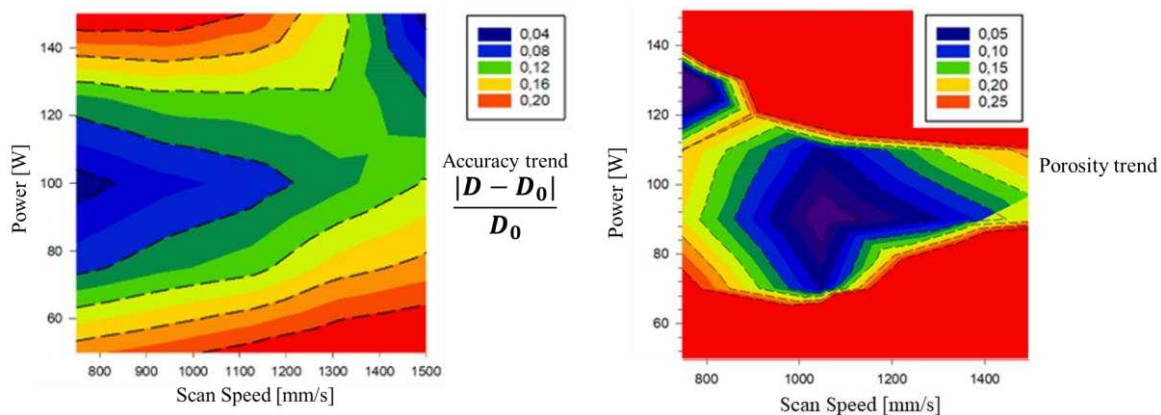 140
120
100
80
60
Power [W]
800 900 1000 1100 1200 1300 1400 1500
Scan Speed [mm/s]
0,04
0,08
0,12
0,16
0,20
Accuracy trend
|D − D₀|
D₀
140
120
100
80
60
Power [W]
800 1000 1200 1400
Scan Speed [mm/s]
0,05
0,10
0,15
0,20
0,25
Porosity trend